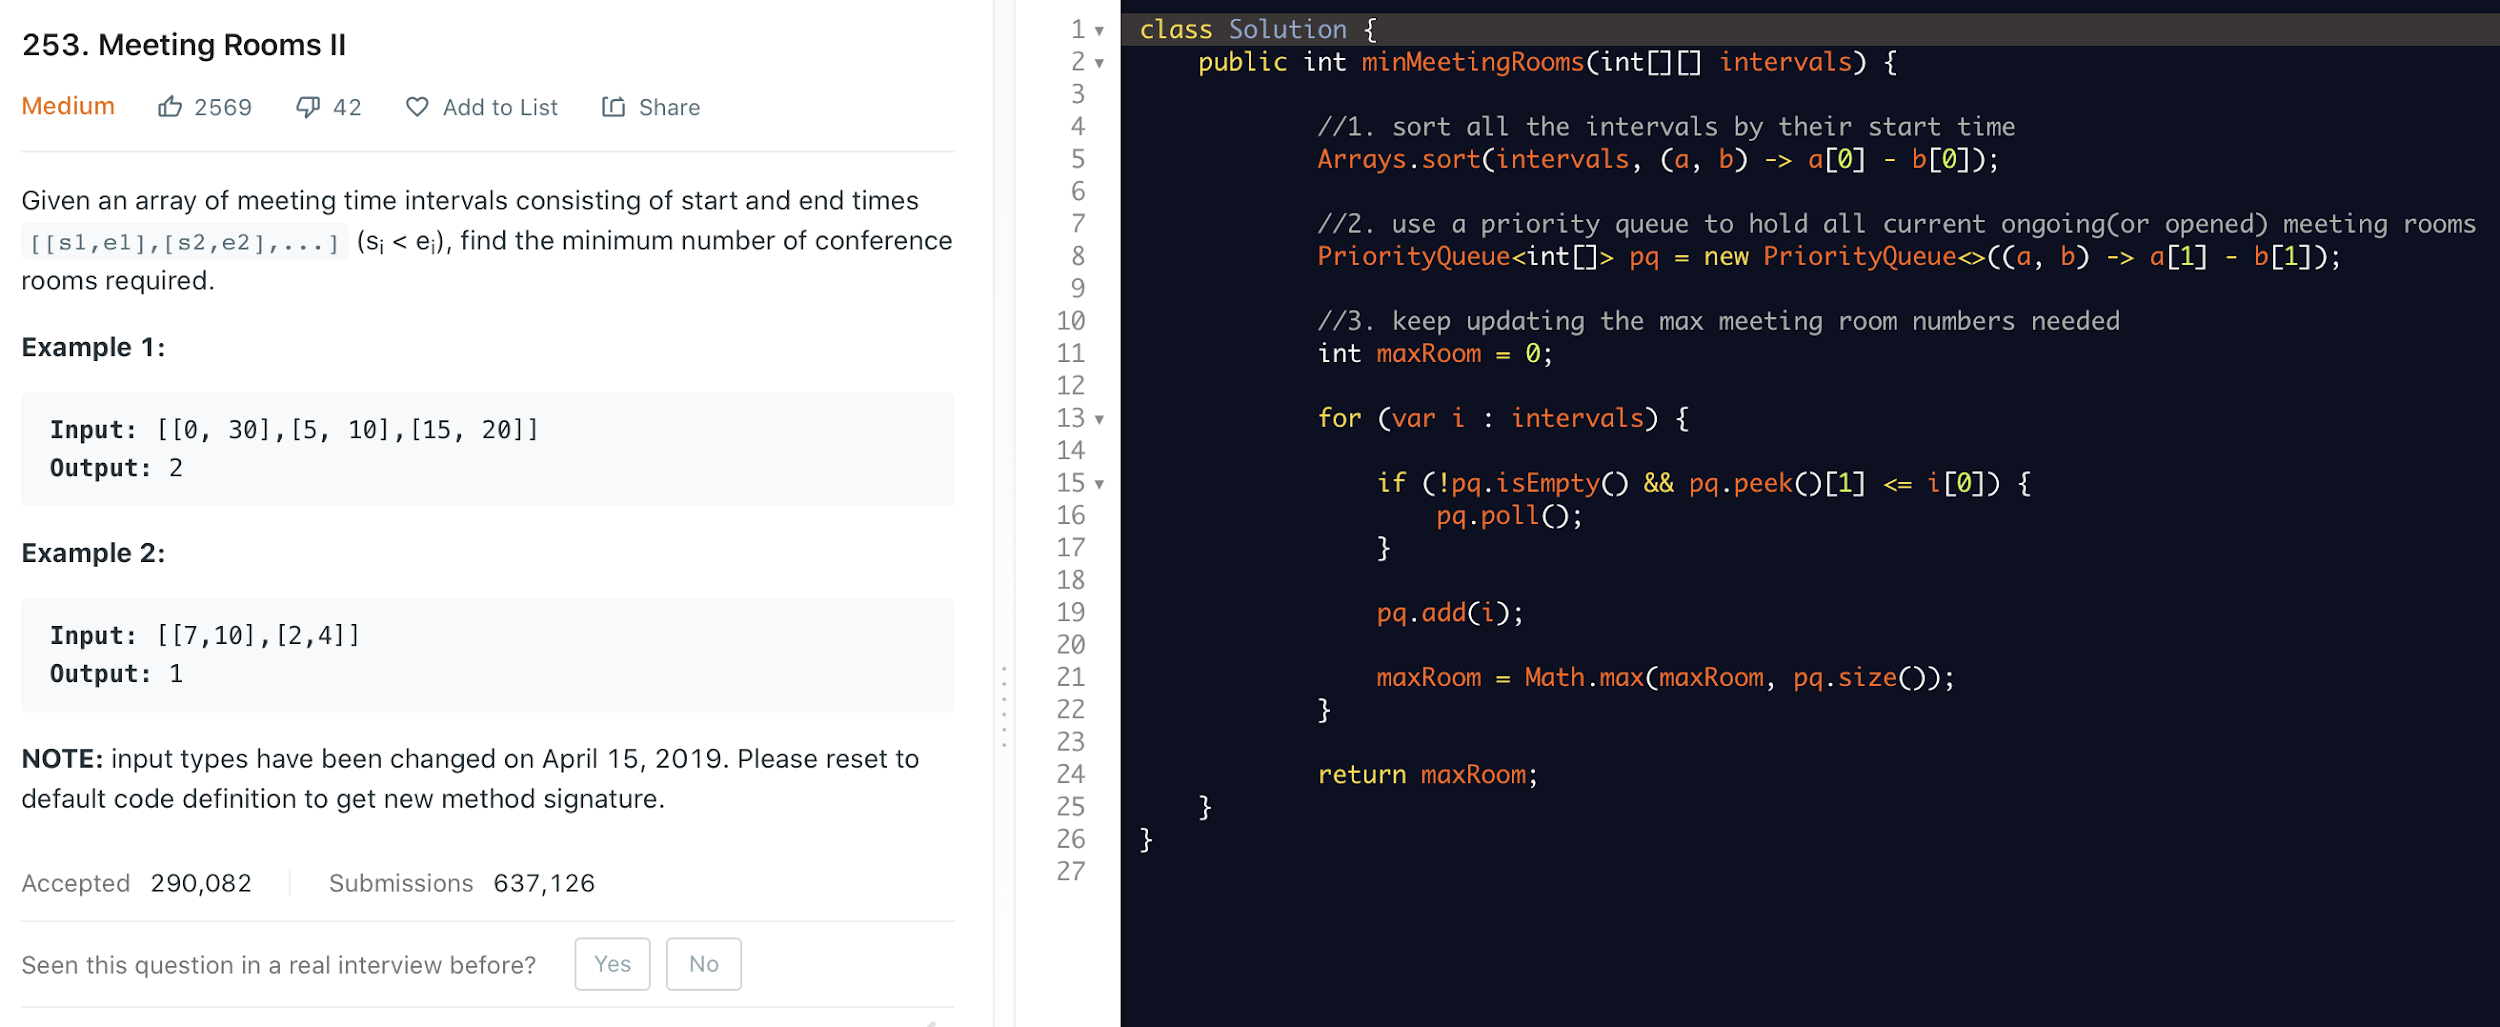 253. Meeting Rooms II
Medium 2569 42 Add to List Share
Given an array of meeting time intervals consisting of start and end times
[[s1,e1],[s2,e2],...] (si < ei), find the minimum number of conference
rooms required.
Example 1:
Input: [[0, 30],[5, 10],[15, 20]]
Output: 2
Example 2:
Input: [[7,10],[2,4]]
Output: 1
NOTE: input types have been changed on April 15, 2019. Please reset to
default code definition to get new method signature.
Accepted 290,082 Submissions 637,126
Seen this question in a real interview before? Yes No
1 class Solution {
2 public int minMeetingRooms(int[][] intervals) {
3
4 //1. sort all the intervals by their start time
5 Arrays.sort(intervals, (a, b) -> a[0] - b[0]);
6
7 //2. use a priority queue to hold all current ongoing(or opened) meeting rooms
8 PriorityQueue<int[]> pq = new PriorityQueue<>((a, b) -> a[1] - b[1]);
9
10 //3. keep updating the max meeting room numbers needed
11 int maxRoom = 0;
12
13 for (var i : intervals) {
14
15 if (!pq.isEmpty() && pq.peek()[1] <= i[0]) {
16 pq.poll();
17 }
18
19 pq.add(i);
20
21 maxRoom = Math.max(maxRoom, pq.size());
22 }
23
24 return maxRoom;
25 }
26 }
27